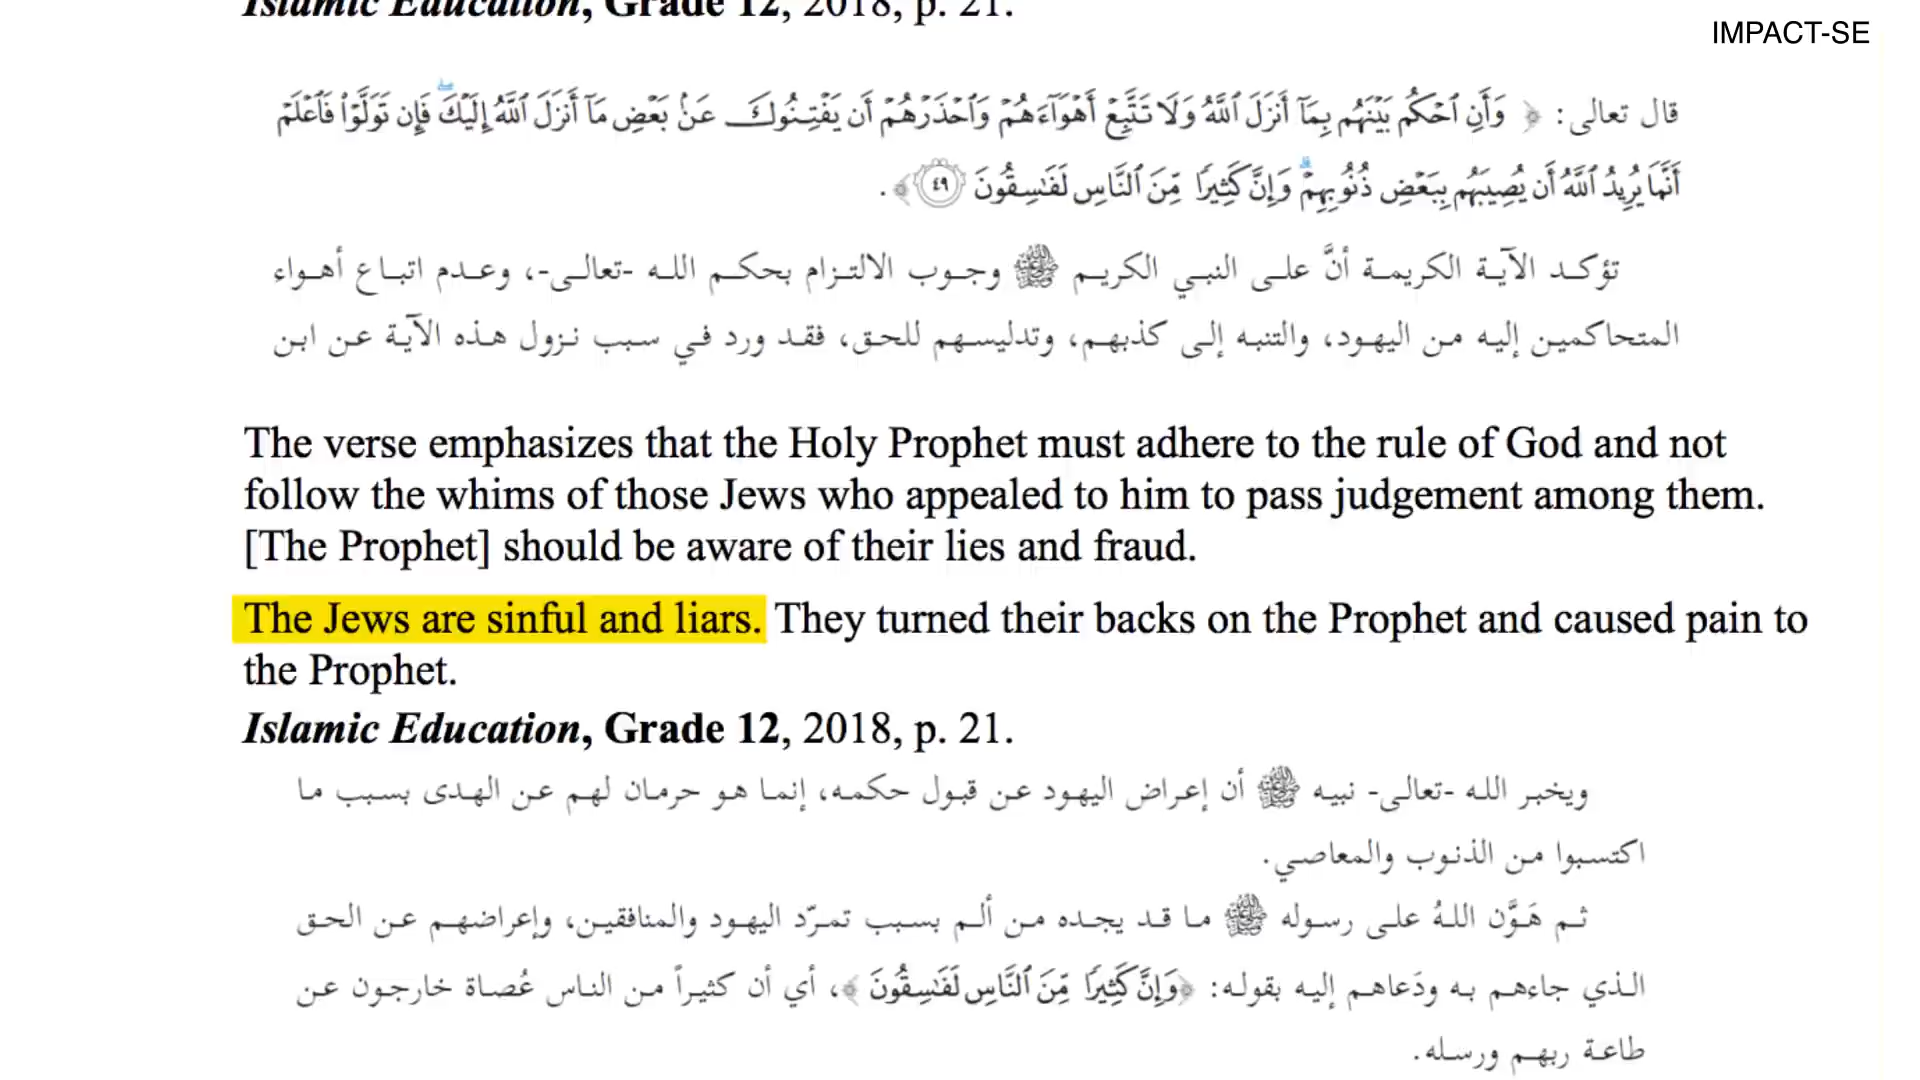 Islamic Education, Grade 12, 2018, p. 21.
IMPACT-SE
قال تعالى: ﴿ وَأَنِ ٱحْكُم بَيْنَهُم بِمَآ أَنزَلَ ٱللَّهُ وَلَا تَتَّبِعْ أَهْوَآءَهُمْ وَٱحْذَرْهُمْ أَن يَفْتِنُوكَ عَنۢ بَعْضِ مَآ أَنزَلَ ٱللَّهُ إِلَيْكَ ۖ فَإِن تَوَلَّوْا۟ فَٱعْلَمْ
أَنَّمَا يُرِيدُ ٱللَّهُ أَن يُصِيبَهُم بِبَعْضِ ذُنُوبِهِمْ ۗ وَإِنَّ كَثِيرًا مِّنَ ٱلنَّاسِ لَفَٰسِقُونَ ٤٩ ﴾.
تؤكد الآية الكريمة أنَّ على النبي الكريم ﷺ وجوب الالتزام بحكم الله -تعالى-، وعدم اتباع أهواء
المتحاكمين إليه من اليهود، والتنبه إلى كذبهم، وتدليسهم للحق، فقد ورد في سبب نزول هذه الآية عن ابن
The verse emphasizes that the Holy Prophet must adhere to the rule of God and not
follow the whims of those Jews who appealed to him to pass judgement among them.
[The Prophet] should be aware of their lies and fraud.
The Jews are sinful and liars. They turned their backs on the Prophet and caused pain to
the Prophet.
Islamic Education, Grade 12, 2018, p. 21.
ويخبر الله -تعالى- نبيه ﷺ أن إعراض اليهود عن قبول حكمه، إنما هو حرمان لهم عن الهدى بسبب ما
اكتسبوا من الذنوب والمعاصي.
ثم هَوَّن اللهُ على رسوله ﷺ ما قد يجده من ألم بسبب تمرّد اليهود والمنافقين، وإعراضهم عن الحق
الذي جاءهم به ودَعاهم إليه بقوله: ﴿وَإِنَّ كَثِيرًا مِّنَ ٱلنَّاسِ لَفَٰسِقُونَ ﴾، أي أن كثيراً من الناس عُصاة خارجون عن
طاعة ربهم ورسله.